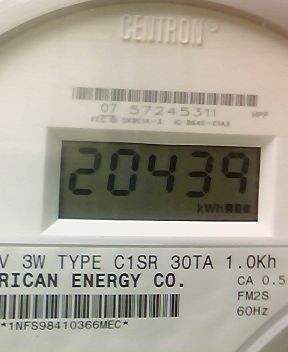 CENTRON®
07 57245311
20439
kWh
V 3W TYPE C1SR 30TA 1.0Kh
RICAN ENERGY CO.
CA 0.5
FM2S
60Hz
*1NFS98410366MEC*